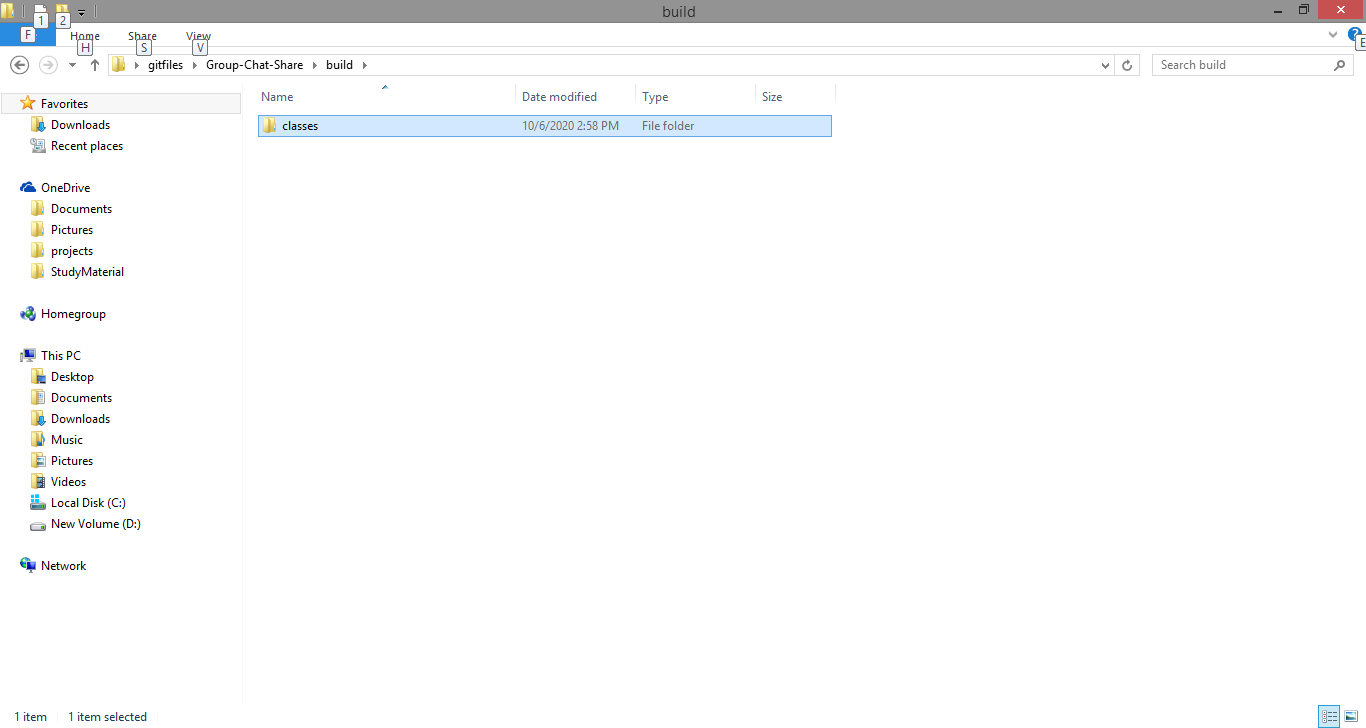 build
1 2
F Home Share View
H S V E
gitfiles Group-Chat-Share build
Search build
Name Date modified Type Size
classes 10/6/2020 2:58 PM File folder
Favorites
Downloads
Recent places
OneDrive
Documents
Pictures
projects
StudyMaterial
Homegroup
This PC
Desktop
Documents
Downloads
Music
Pictures
Videos
Local Disk (C:)
New Volume (D:)
Network
1 item 1 item selected